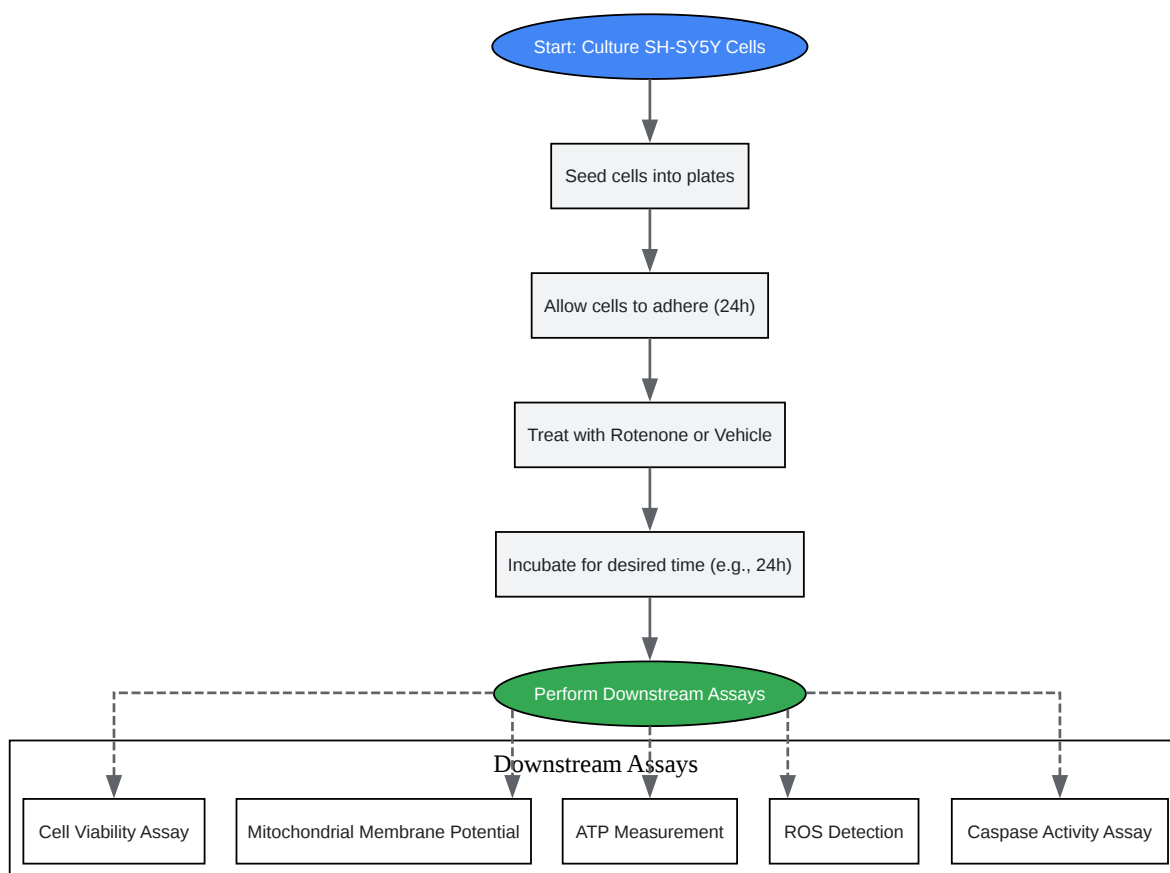 Start: Culture SH-SY5Y Cells
Seed cells into plates
Allow cells to adhere (24h)
Treat with Rotenone or Vehicle
Incubate for desired time (e.g., 24h)
Perform Downstream Assays
Downstream Assays
Cell Viability Assay
Mitochondrial Membrane Potential
ATP Measurement
ROS Detection
Caspase Activity Assay